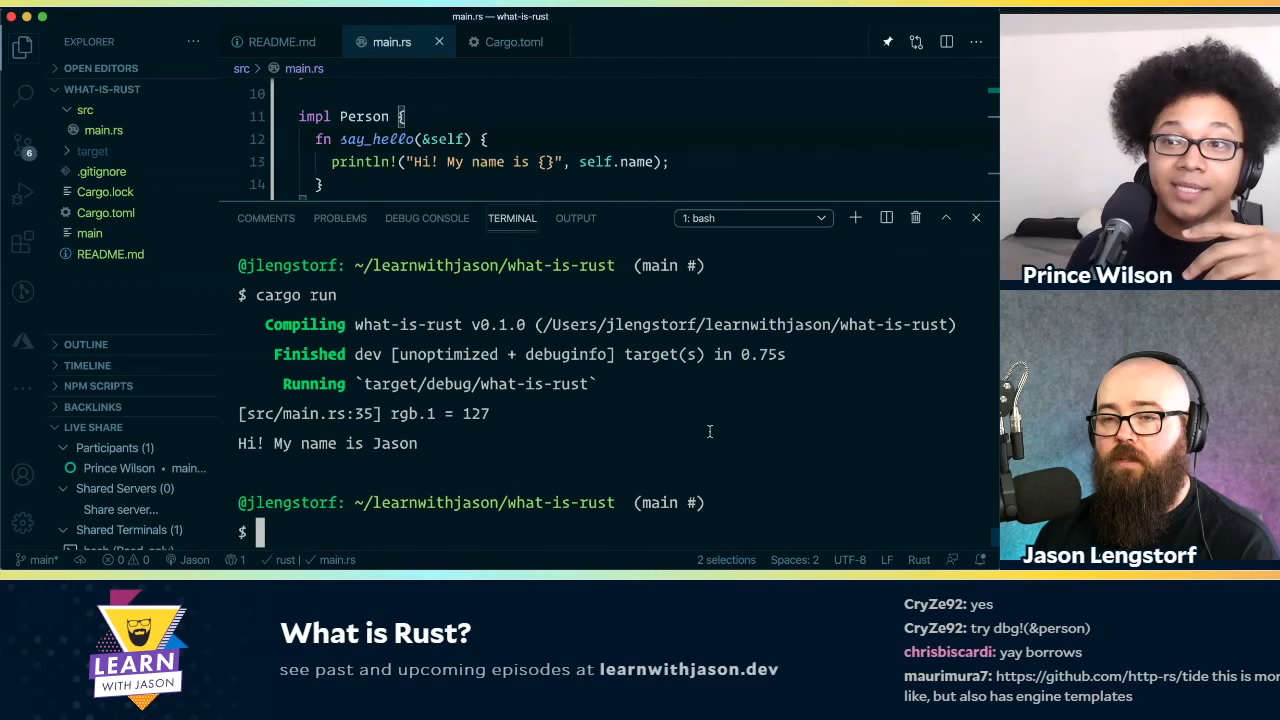 main.rs — what-is-rust
EXPLORER
OPEN EDITORS
WHAT-IS-RUST
src
main.rs
target
.gitignore
Cargo.lock
Cargo.toml
main
README.md
OUTLINE
TIMELINE
NPM SCRIPTS
BACKLINKS
LIVE SHARE
Participants (1)
Prince Wilson • main...
Shared Servers (0)
Share server...
Shared Terminals (1)
6
README.md main.rs Cargo.toml
src > main.rs
10
11 impl Person {
12 fn say_hello(&self) {
13 println!("Hi! My name is {}", self.name);
14 }
COMMENTS PROBLEMS DEBUG CONSOLE TERMINAL OUTPUT 1: bash
@jlengstorf: ~/learnwithjason/what-is-rust (main #)
$ cargo run
Compiling what-is-rust v0.1.0 (/Users/jlengstorf/learnwithjason/what-is-rust)
Finished dev [unoptimized + debuginfo] target(s) in 0.75s
Running `target/debug/what-is-rust`
[src/main.rs:35] rgb.1 = 127
Hi! My name is Jason
@jlengstorf: ~/learnwithjason/what-is-rust (main #)
$
main* 0 0 Jason 1 rust | main.rs 2 selections Spaces: 2 UTF-8 LF Rust
Prince Wilson
Jason Lengstorf
LEARN
WITH JASON
What is Rust?
see past and upcoming episodes at learnwithjason.dev
CryZe92: yes
CryZe92: try dbg!(&person)
chrisbiscardi: yay borrows
maurimura7: https://github.com/http-rs/tide this is mor
like, but also has engine templates